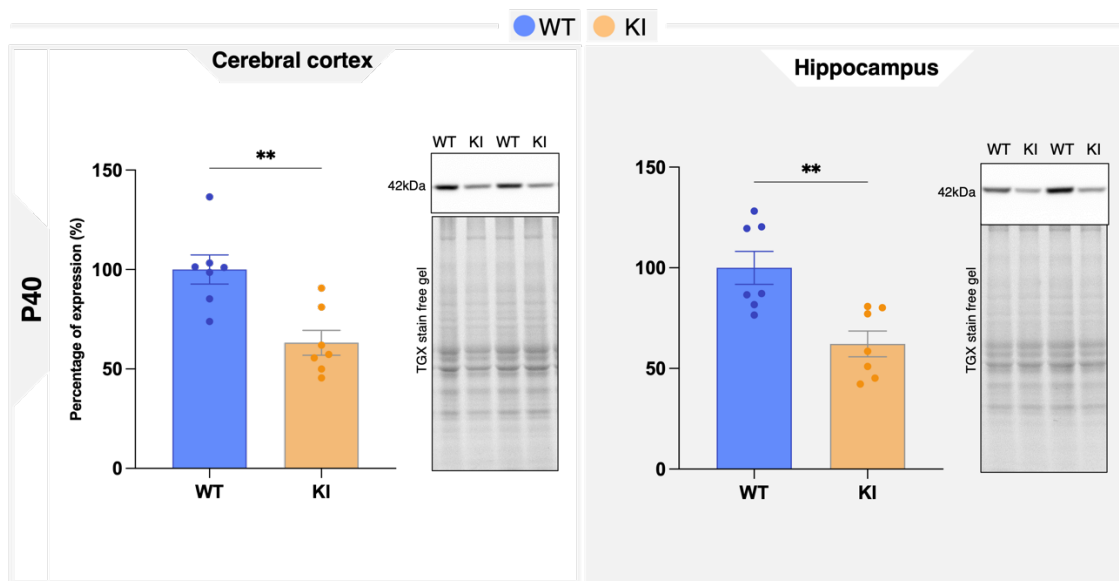 WT KI
Cerebral cortex
Hippocampus
P40
Percentage of expression (%)
150
100
50
0
**
WT KI
WT KI WT KI
42kDa
TGX stain free gel
150
100
50
0
**
WT KI
WT KI WT KI
42kDa
TGX stain free gel